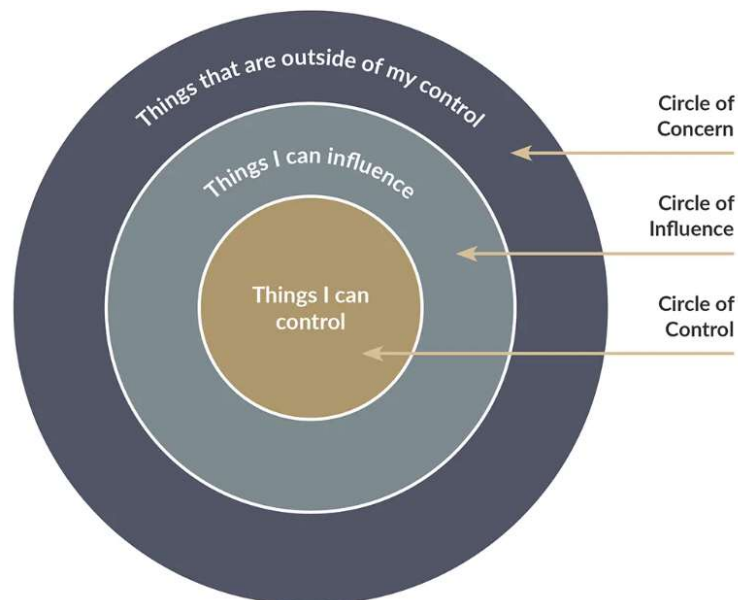 Things that are outside of my control
Things I can influence
Things I can
control
Circle of
Concern
Circle of
Influence
Circle of
Control